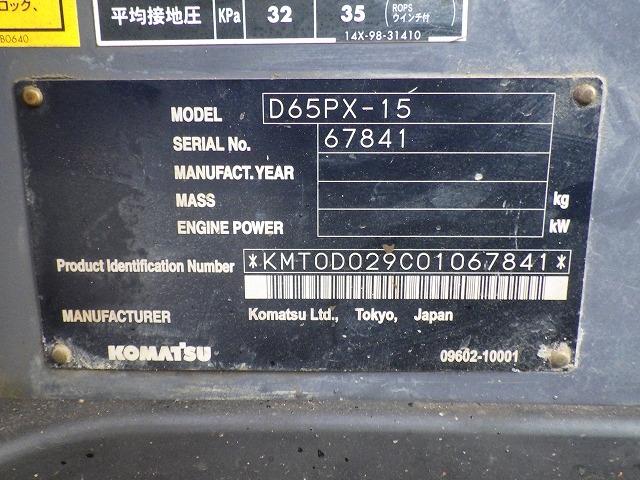 ロック、
B0640
平均接地圧 KPa 32 35 (ROPS ウインチ付)
14X-98-31410
MODEL D65PX-15
SERIAL No. 67841
MANUFACT.YEAR
MASS kg
ENGINE POWER kW
Product Identification Number *KMT0D029C01067841*
MANUFACTURER Komatsu Ltd., Tokyo, Japan
KOMATSU 09602-10001